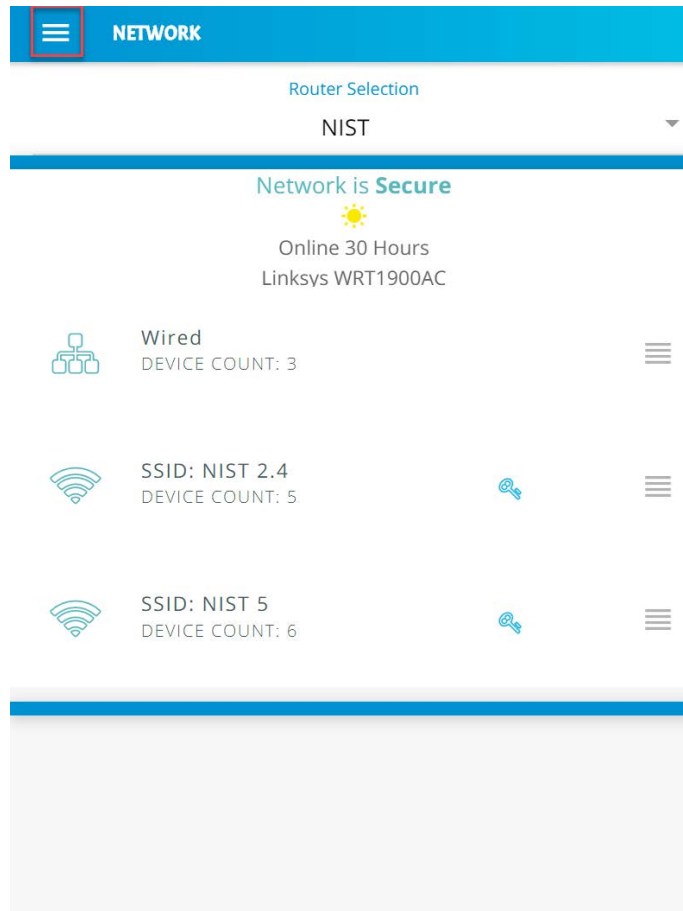 NETWORK
Router Selection
NIST
Network is Secure
Online 30 Hours
Linksys WRT1900AC
Wired
DEVICE COUNT: 3
SSID: NIST 2.4
DEVICE COUNT: 5
SSID: NIST 5
DEVICE COUNT: 6